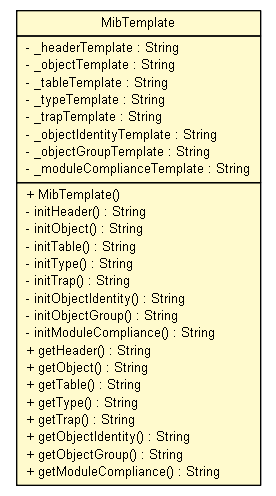 MibTemplate
- _headerTemplate : String
- _objectTemplate : String
- _tableTemplate : String
- _typeTemplate : String
- _trapTemplate : String
- _objectIdentityTemplate : String
- _objectGroupTemplate : String
- _moduleComplianceTemplate : String
+ MibTemplate()
- initHeader() : String
- initObject() : String
- initTable() : String
- initType() : String
- initTrap() : String
- initObjectIdentity() : String
- initObjectGroup() : String
- initModuleCompliance() : String
+ getHeader() : String
+ getObject() : String
+ getTable() : String
+ getType() : String
+ getTrap() : String
+ getObjectIdentity() : String
+ getObjectGroup() : String
+ getModuleCompliance() : String